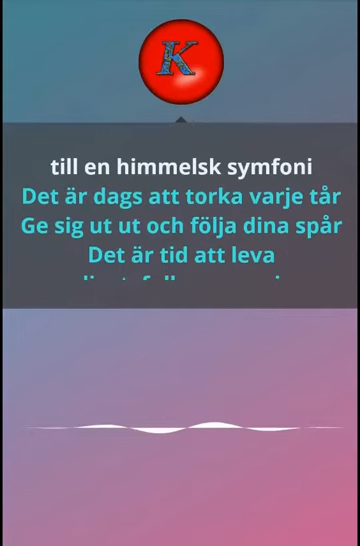 K
till en himmelsk symfoni
Det är dags att torka varje tår
Ge sig ut ut och följa dina spår
Det är tid att leva